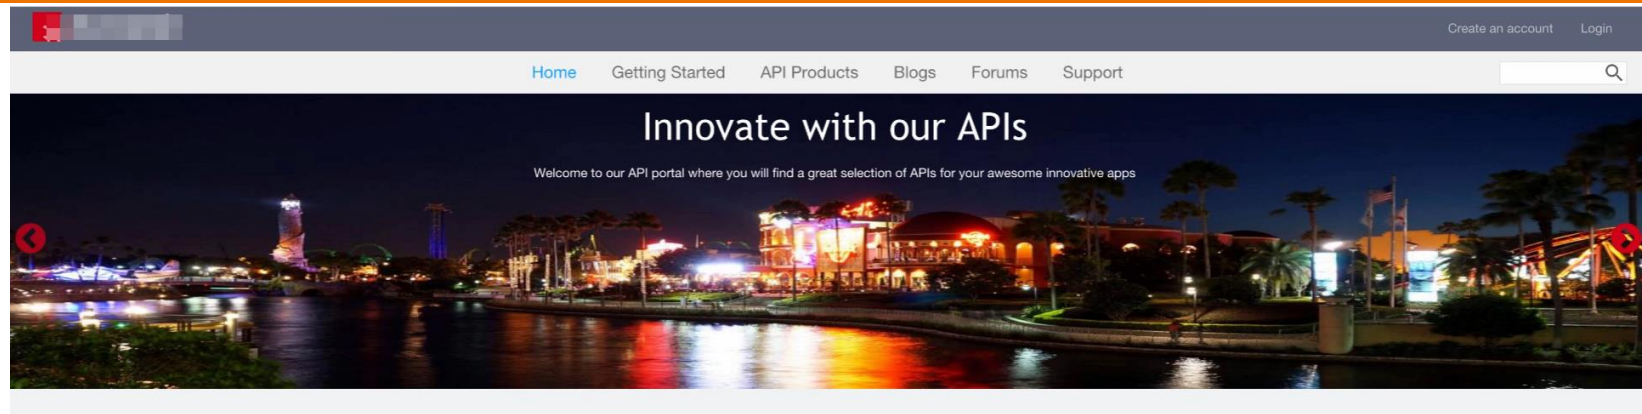 Create an account Login
Home Getting Started API Products Blogs Forums Support
Innovate with our APIs
Welcome to our API portal where you will find a great selection of APIs for your awesome innovative apps